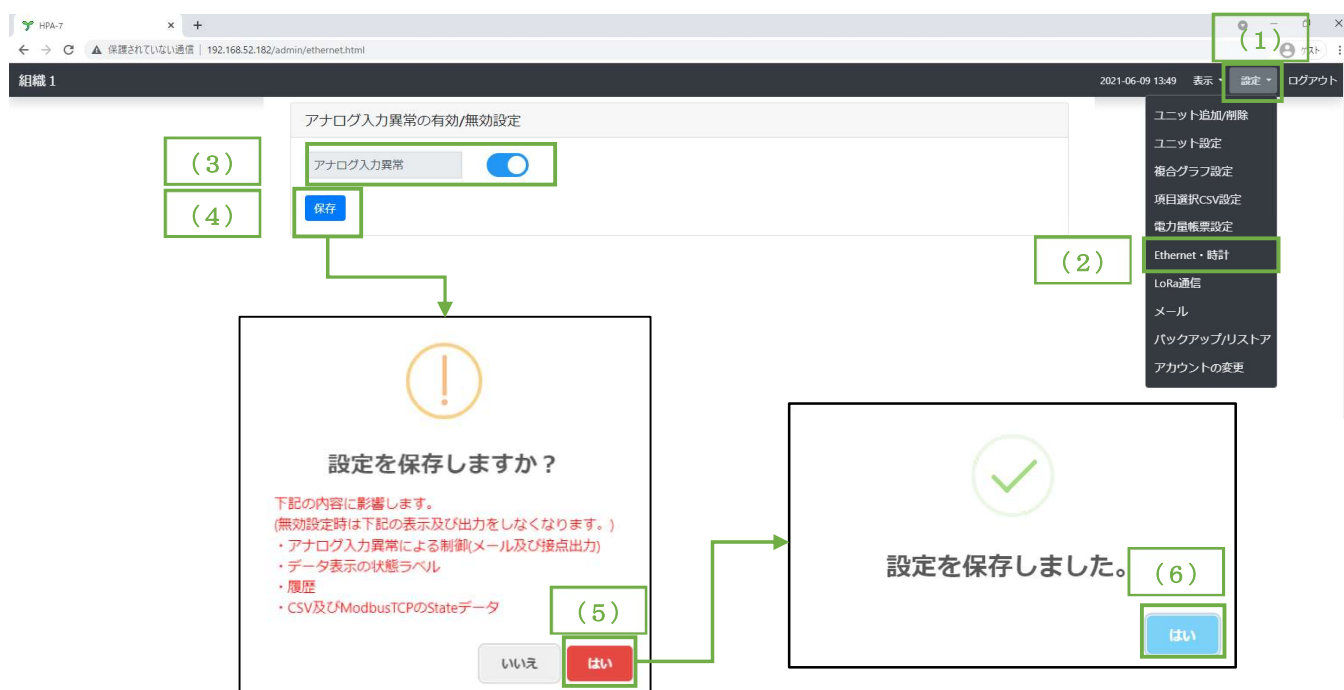 HPA-7
保護されていない通信 | 192.168.52.182/admin/ethernet.html
テスト
(1)
組織 1
2021-06-09 13:49 表示 設定 ログアウト
アナログ入力異常の有効/無効設定
(3)
アナログ入力異常
(4)
保存
ユニット追加/削除
ユニット設定
複合グラフ設定
項目選択CSV設定
電力量帳票設定
(2)
Ethernet・時計
LoRa通信
メール
バックアップ/リストア
アカウントの変更
設定を保存しますか？
下記の内容に影響します。
(無効設定時は下記の表示及び出力をしなくなります。)
・アナログ入力異常による制御(メール及び接点出力)
・データ表示の状態ラベル
・履歴
・CSV及びModbusTCPのStateデータ
(5)
いいえ
はい
設定を保存しました。
(6)
はい